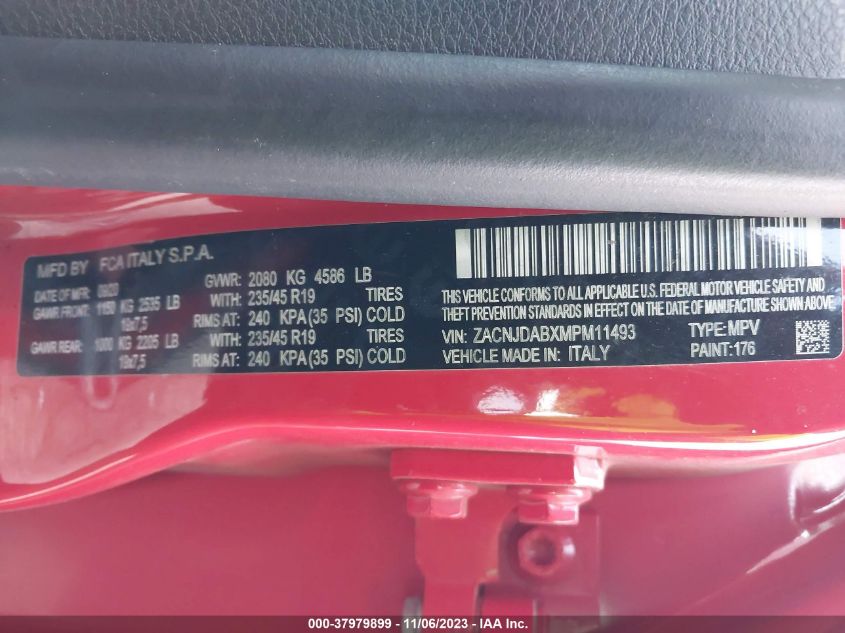 MFD BY FCA ITALY S.P.A.
DATE OF MFR 09/20 GVWR: 2080 KG 4586 LB
GAWR FRONT: 1150 KG 2535 LB WITH: 235/45 R19 TIRES
19x7,5 RIMS AT: 240 KPA(35 PSI) COLD
GAWR REAR: 1000 KG 2205 LB WITH: 235/45 R19 TIRES
19x7,5 RIMS AT: 240 KPA(35 PSI) COLD
THIS VEHICLE CONFORMS TO ALL APPLICABLE U.S. FEDERAL MOTOR VEHICLE SAFETY AND
THEFT PREVENTION STANDARDS IN EFFECT ON THE DATE OF MANUFACTURE SHOWN ABOVE.
VIN: ZACNJDABXMPM11493 TYPE: MPV
VEHICLE MADE IN: ITALY PAINT: 176
000-37979899 - 11/06/2023 - IAA Inc.